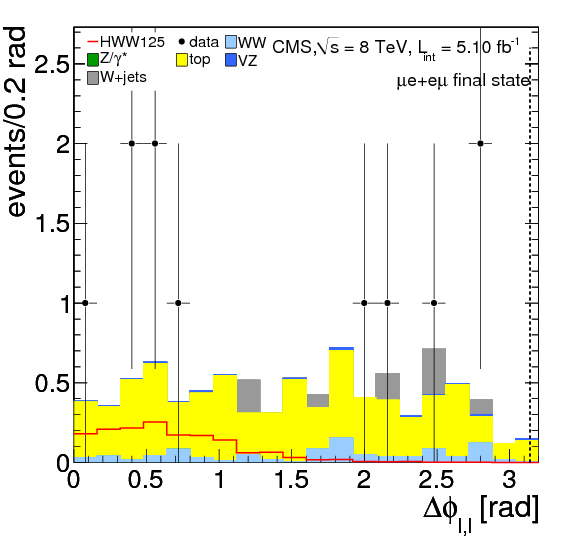 events/0.2 rad
HWW125
data
WW
Z/γ*
top
VZ
W+jets
CMS,√s = 8 TeV, L_int = 5.10 fb⁻¹
μe+eμ final state
2.5
2
1.5
1
0.5
0
0 0.5 1 1.5 2 2.5 3
Δϕ_l,l [rad]